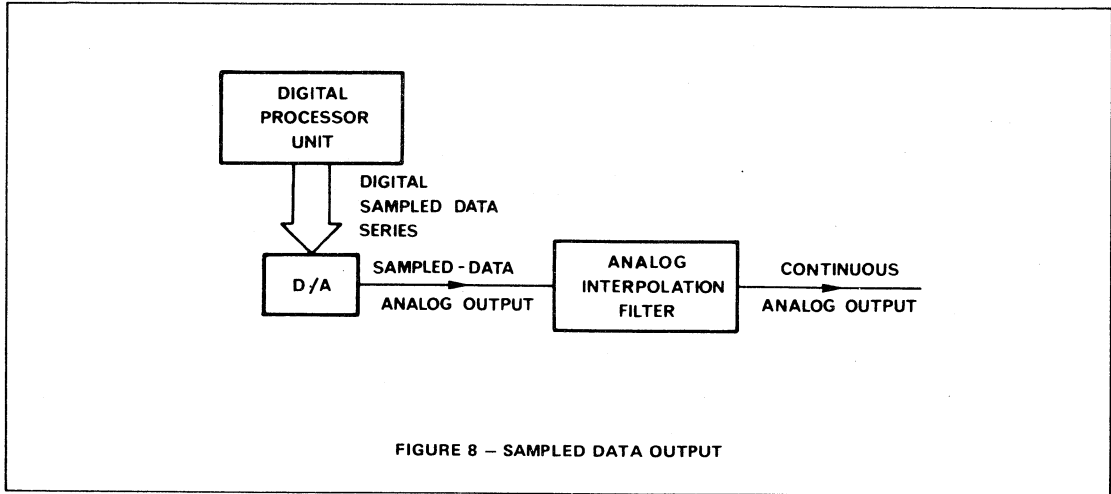 DIGITAL
PROCESSOR
UNIT
DIGITAL
SAMPLED DATA
SERIES
D/A
SAMPLED-DATA
ANALOG OUTPUT
ANALOG
INTERPOLATION
FILTER
CONTINUOUS
ANALOG OUTPUT
FIGURE 8 – SAMPLED DATA OUTPUT